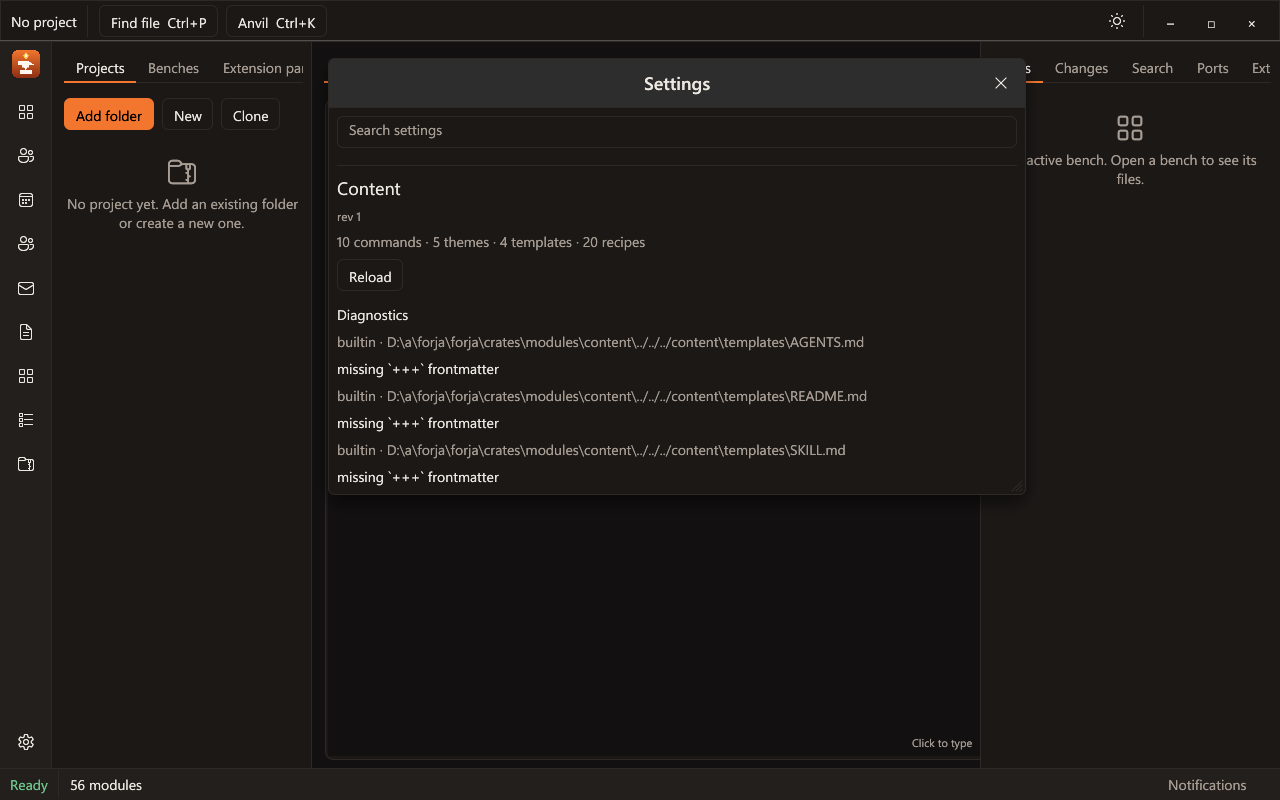 No project
Find file Ctrl+P
Anvil Ctrl+K
Projects
Benches
Extension par
Add folder
New
Clone
No project yet. Add an existing folder
or create a new one.
Settings
Search settings
Content
rev 1
10 commands · 5 themes · 4 templates · 20 recipes
Reload
Diagnostics
builtin · D:\a\forja\forja\crates\modules\content\../../../content\templates\AGENTS.md
missing `+++` frontmatter
builtin · D:\a\forja\forja\crates\modules\content\../../../content\templates\README.md
missing `+++` frontmatter
builtin · D:\a\forja\forja\crates\modules\content\../../../content\templates\SKILL.md
missing `+++` frontmatter
Changes
Search
Ports
Ext
active bench. Open a bench to see its
files.
Click to type
Ready
56 modules
Notifications